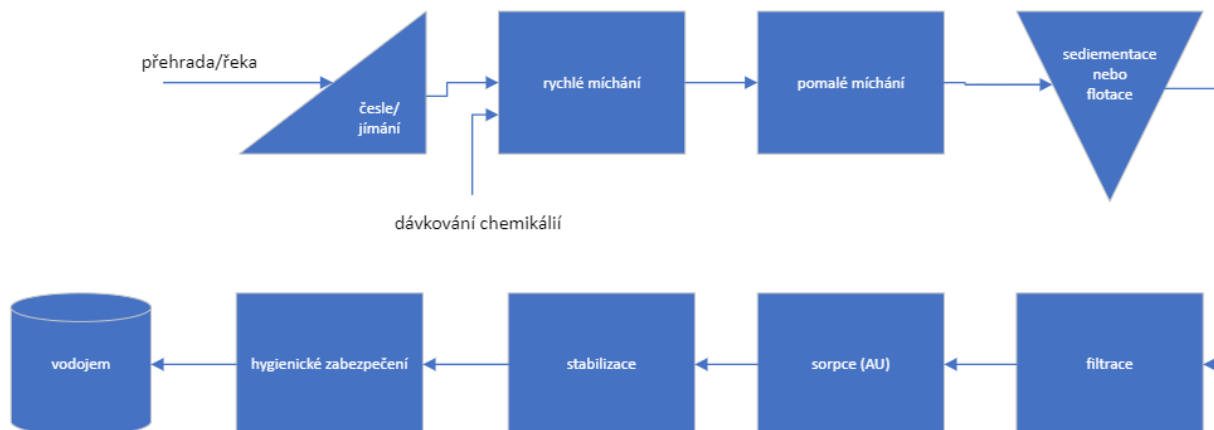 přehrada/řeka
česle/
jímání
rychlé míchání
pomalé míchání
sediementace
nebo
flotace
dávkování chemikálií
vodojem
hygienické zabezpečení
stabilizace
sorpce (AU)
filtrace